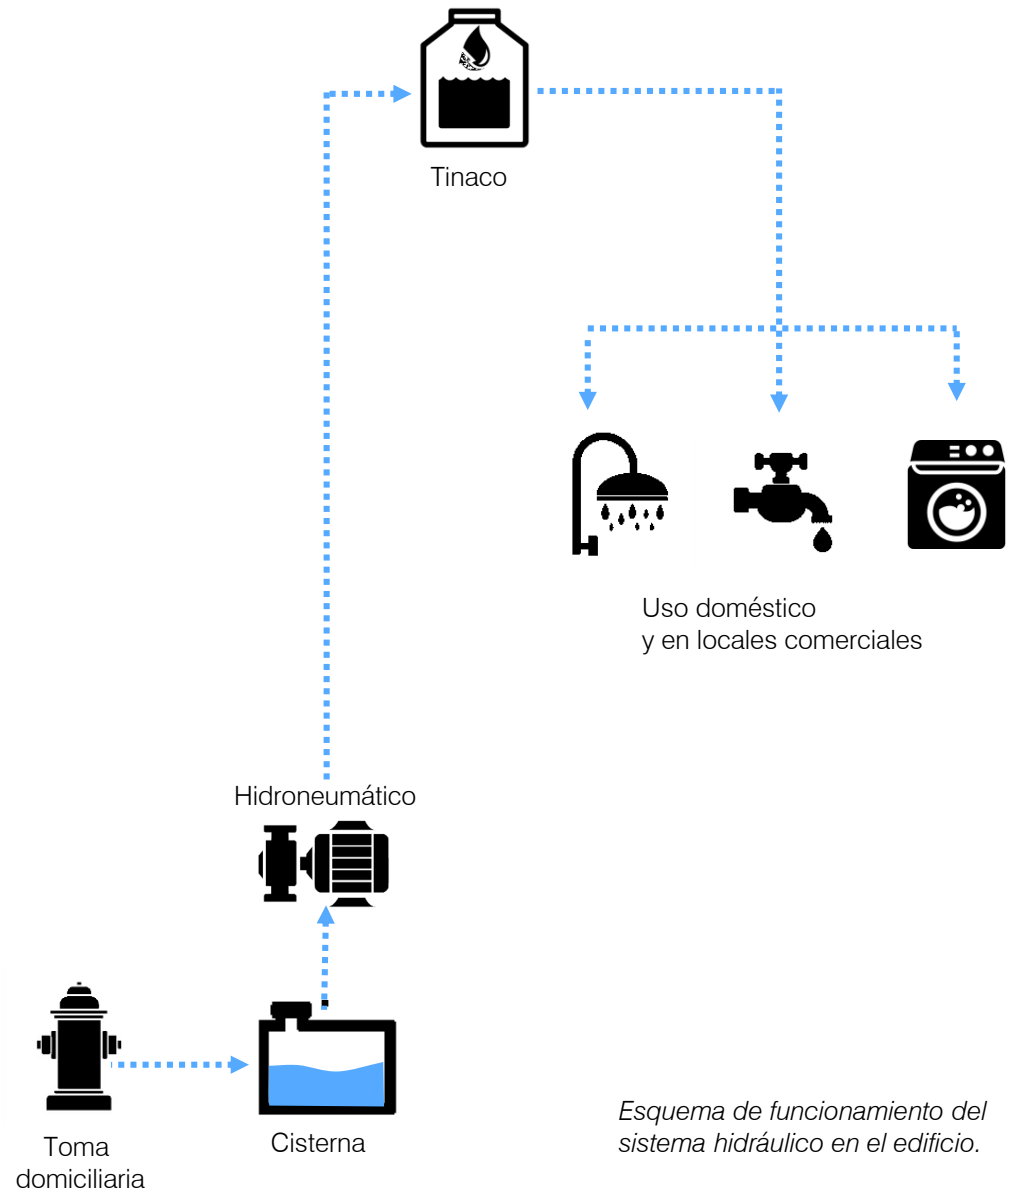 Tinaco
Uso doméstico
y en locales comerciales
Hidroneumático
Toma
domiciliaria
Cisterna
Esquema de funcionamiento del
sistema hidráulico en el edificio.